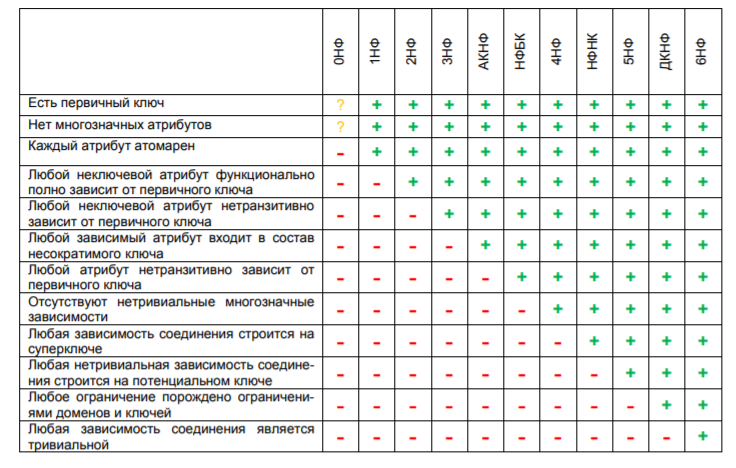 0НФ 1НФ 2НФ 3НФ АКНФ НФБК 4НФ НФНК 5НФ ДКНФ 6НФ
Есть первичный ключ ? + + + + + + + + + +
Нет многозначных атрибутов ? + + + + + + + + + +
Каждый атрибут атомарен - + + + + + + + + + +
Любой неключевой атрибут функционально
полно зависит от первичного ключа - - + + + + + + + + +
Любой неключевой атрибут нетранзитивно
зависит от первичного ключа - - - + + + + + + + +
Любой зависимый атрибут входит в состав
несократимого ключа - - - - + + + + + + +
Любой атрибут нетранзитивно зависит от
первичного ключа - - - - - + + + + + +
Отсутствуют нетривиальные многозначные
зависимости - - - - - - + + + + +
Любая зависимость соединения строится на
суперключе - - - - - - - + + + +
Любая нетривиальная зависимость соедине-
ния строится на потенциальном ключе - - - - - - - - + + +
Любое ограничение порождено ограничени-
ями доменов и ключей - - - - - - - - - + +
Любая зависимость соединения является
тривиальной - - - - - - - - - - +